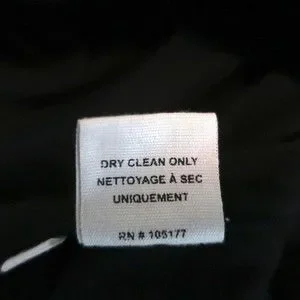 DRY CLEAN ONLY
NETTOYAGE À SEC
UNIQUEMENT
RN # 105177